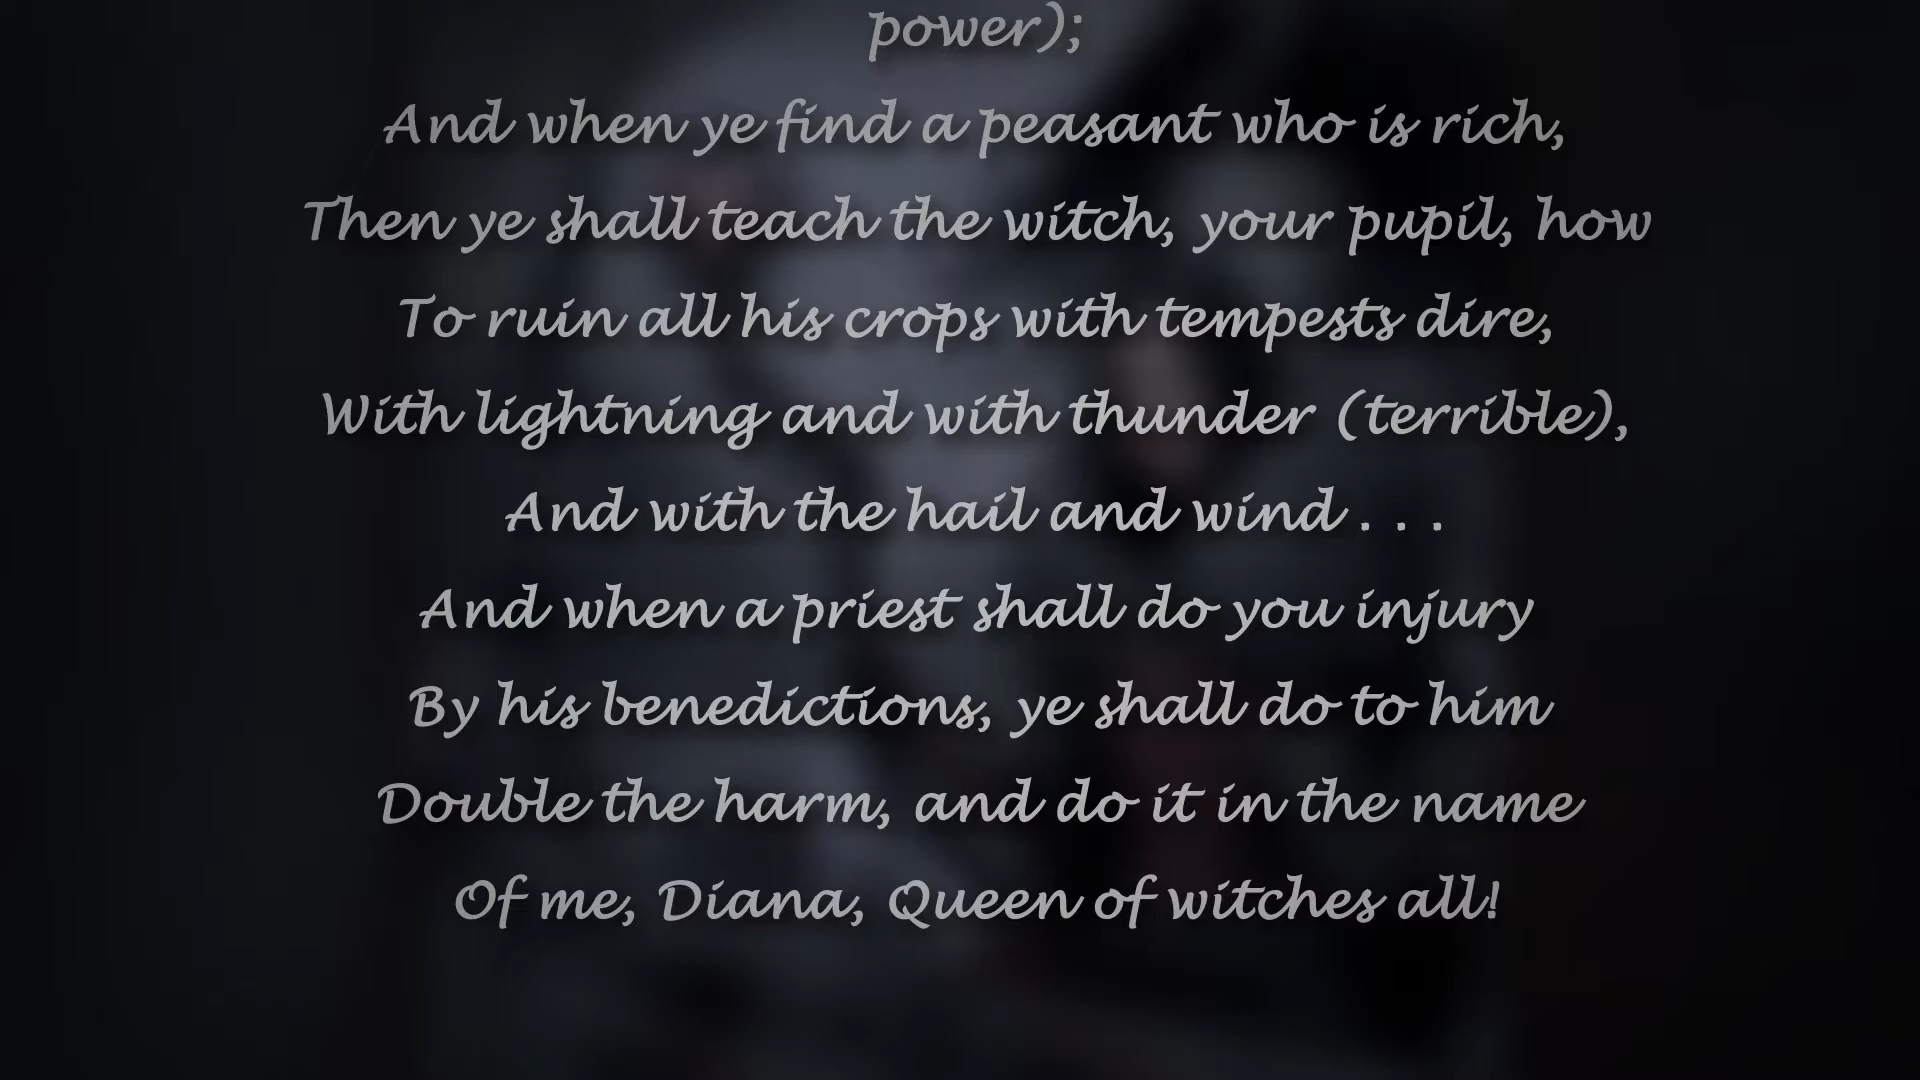 power);
And when ye find a peasant who is rich,
Then ye shall teach the witch, your pupil, how
To ruin all his crops with tempests dire,
With lightning and with thunder (terrible),
And with the hail and wind . . .
And when a priest shall do you injury
By his benedictions, ye shall do to him
Double the harm, and do it in the name
Of me, Diana, Queen of witches all!